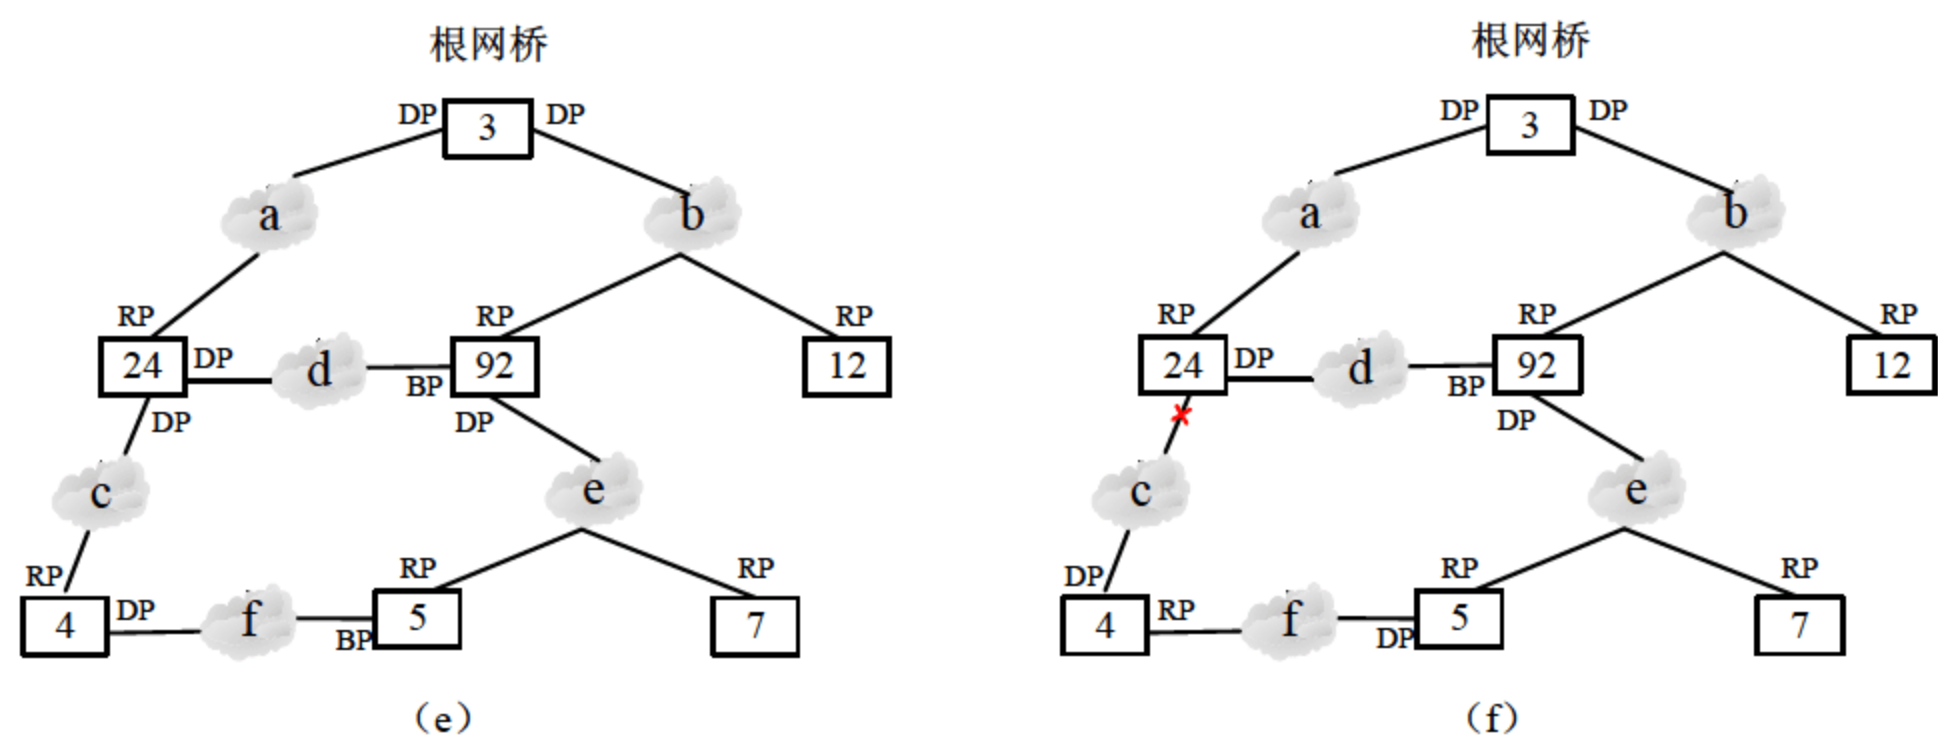 根网桥
DP 3 DP
a b
RP RP RP
24 DP d BP 92 12
DP DP
c e
RP RP RP
4 DP f BP 5 7
(e)
根网桥
DP 3 DP
a b
RP RP RP
24 DP d BP 92 12
DP
c e
DP RP RP
4 RP f DP 5 7
(f)